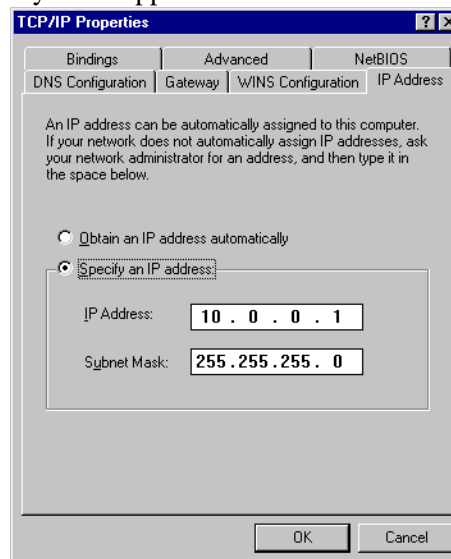 TCP/IP Properties
Bindings Advanced NetBIOS
DNS Configuration Gateway WINS Configuration IP Address
An IP address can be automatically assigned to this computer.
If your network does not automatically assign IP addresses, ask
your network administrator for an address, and then type it in
the space below.
Obtain an IP address automatically
Specify an IP address:
IP Address: 10 . 0 . 0 . 1
Subnet Mask: 255 . 255 . 255 . 0
OK Cancel